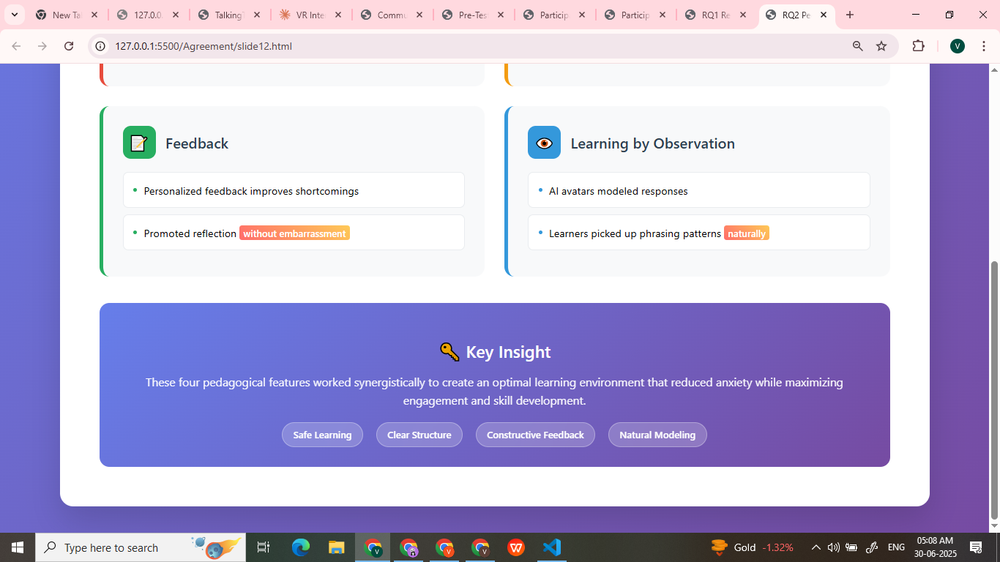 New Ta
127.0.0.
Talking
VR Inte
Commu
Pre-Tes
Particip
Particip
RQ1 Re
RQ2 Pe
127.0.0.1:5500/Agreement/slide12.html
V
Feedback
Personalized feedback improves shortcomings
Promoted reflection without embarrassment
Learning by Observation
AI avatars modeled responses
Learners picked up phrasing patterns naturally
Key Insight
These four pedagogical features worked synergistically to create an optimal learning environment that reduced anxiety while maximizing
engagement and skill development.
Safe Learning
Clear Structure
Constructive Feedback
Natural Modeling
Type here to search
Gold -1.32%
ENG
05:08 AM
30-06-2025